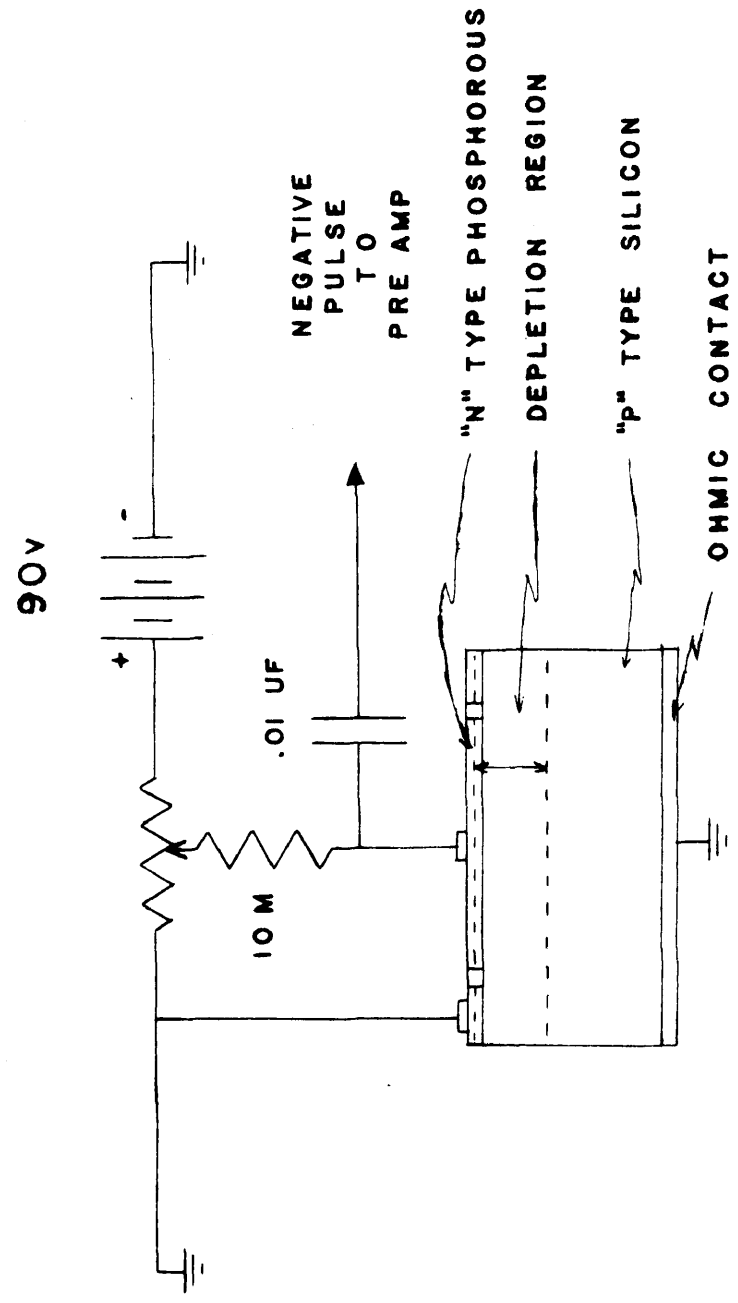 90V
+
-
.01 UF
10 M
NEGATIVE
PULSE
TO
PRE AMP
"N" TYPE PHOSPHOROUS
DEPLETION REGION
"P" TYPE SILICON
OHMIC CONTACT